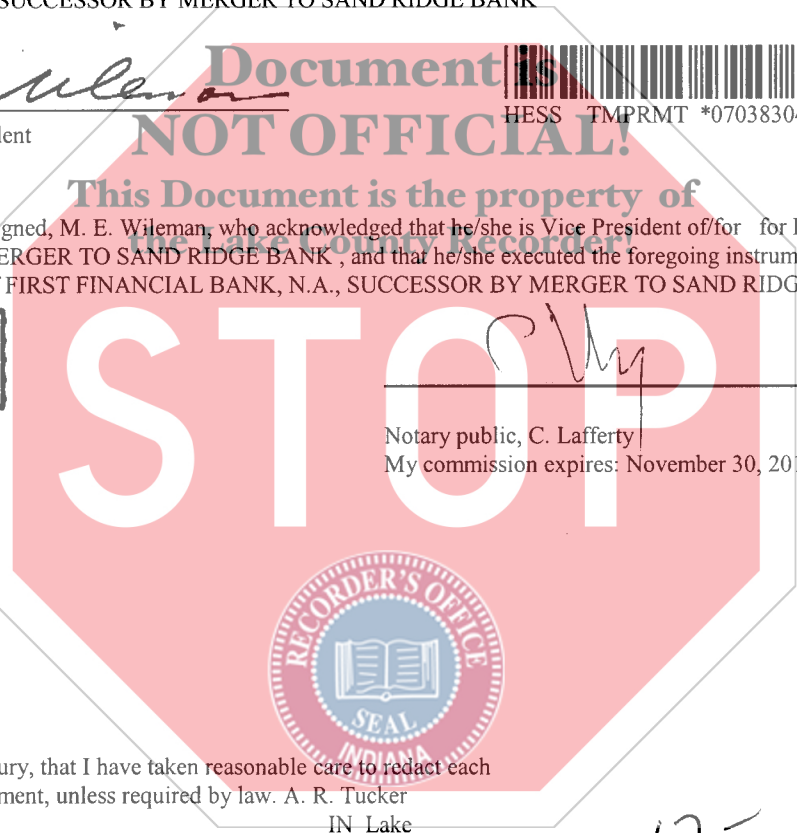 SUCCESSOR BY MERGER TO SAND RIDGE BANK
Document is
HESS TMPRMT *0703830
NOT OFFICIAL!
This Document is the property of
the Lake County Recorder!
gned, M. E. Wileman, who acknowledged that he/she is Vice President of/for for
ERGER TO SAND RIDGE BANK , and that he/she executed the foregoing instrum
FIRST FINANCIAL BANK, N.A., SUCCESSOR BY MERGER TO SAND RIDG
STOP
Notary public, C. Lafferty
My commission expires: November 30, 201
RECORDER'S OFFICE
SEAL
INDIANA
ury, that I have taken reasonable care to redact each
ment, unless required by law. A. R. Tucker
IN Lake